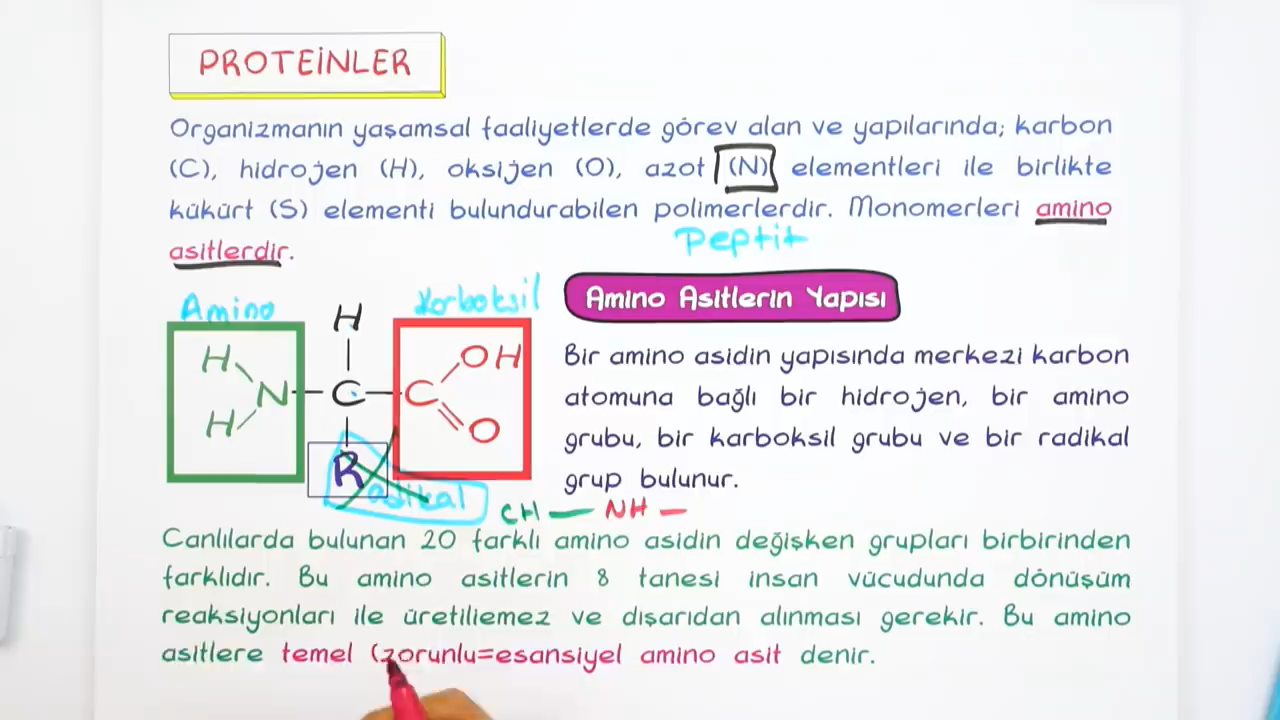 PROTEİNLER
Organizmanın yaşamsal faaliyetlerde görev alan ve yapılarında; karbon
(C), hidrojen (H), oksijen (O), azot (N) elementleri ile birlikte
kükürt (S) elementi bulundurabilen polimerlerdir. Monomerleri amino
asitlerdir.
Peptit
Amino
H
Karboksil
Amino Asitlerin Yapısı
H
OH
N
C
C
H
O
R
adikal
Bir amino asidin yapısında merkezi karbon
atomuna bağlı bir hidrojen, bir amino
grubu, bir karboksil grubu ve bir radikal
grup bulunur.
CH — NH —
Canlılarda bulunan 20 farklı amino asidin değişken grupları birbirinden
farklıdır. Bu amino asitlerin 8 tanesi insan vücudunda dönüşüm
reaksiyonları ile üretiliemez ve dışarıdan alınması gerekir. Bu amino
asitlere temel (zorunlu=esansiyel amino asit denir.